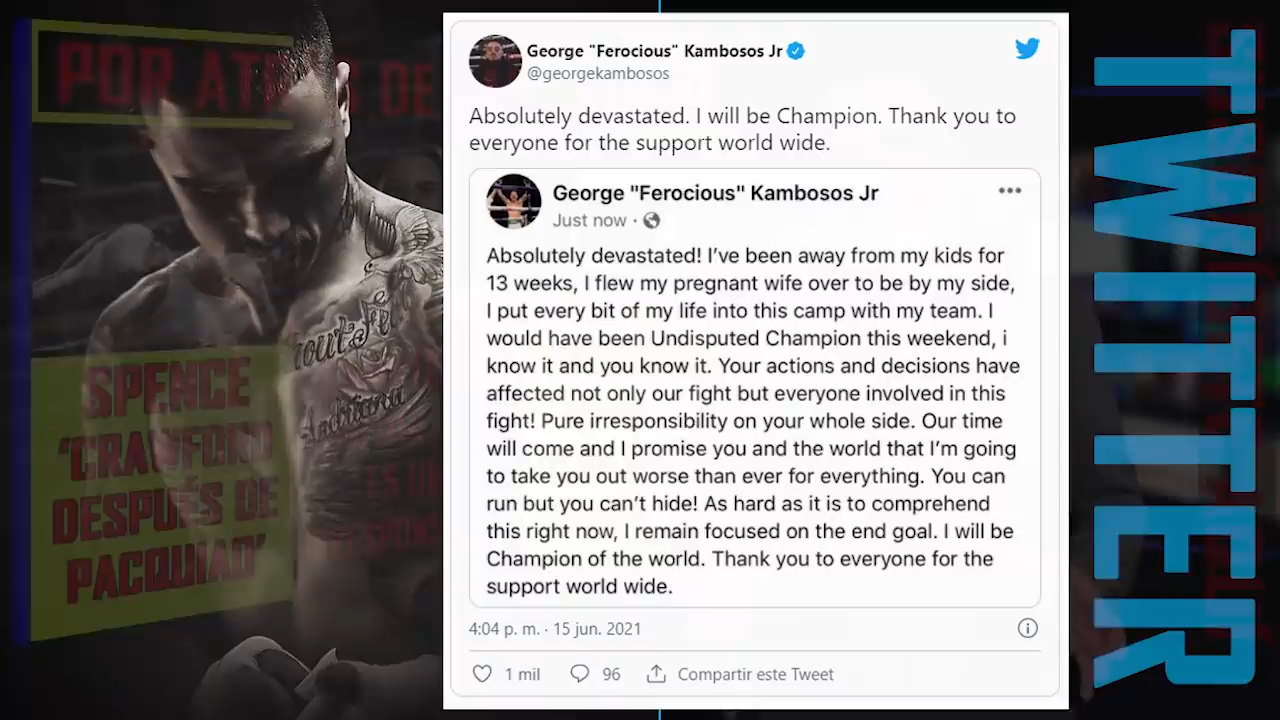 POR ATR
S DE
SPENCE
'CRAWFORD
DESPUÉS DE
PACQUIAO'
Adriana
George "Ferocious" Kambosos Jr
@georgekambosos
Absolutely devastated. I will be Champion. Thank you to
everyone for the support world wide.
George "Ferocious" Kambosos Jr
Just now ·
Absolutely devastated! I’ve been away from my kids for
13 weeks, I flew my pregnant wife over to be by my side,
I put every bit of my life into this camp with my team. I
would have been Undisputed Champion this weekend, i
know it and you know it. Your actions and decisions have
affected not only our fight but everyone involved in this
fight! Pure irresponsibility on your whole side. Our time
will come and I promise you and the world that I’m going
to take you out worse than ever for everything. You can
run but you can’t hide! As hard as it is to comprehend
this right now, I remain focused on the end goal. I will be
Champion of the world. Thank you to everyone for the
support world wide.
4:04 p. m. · 15 jun. 2021
1 mil 96 Compartir este Tweet
TWITTER